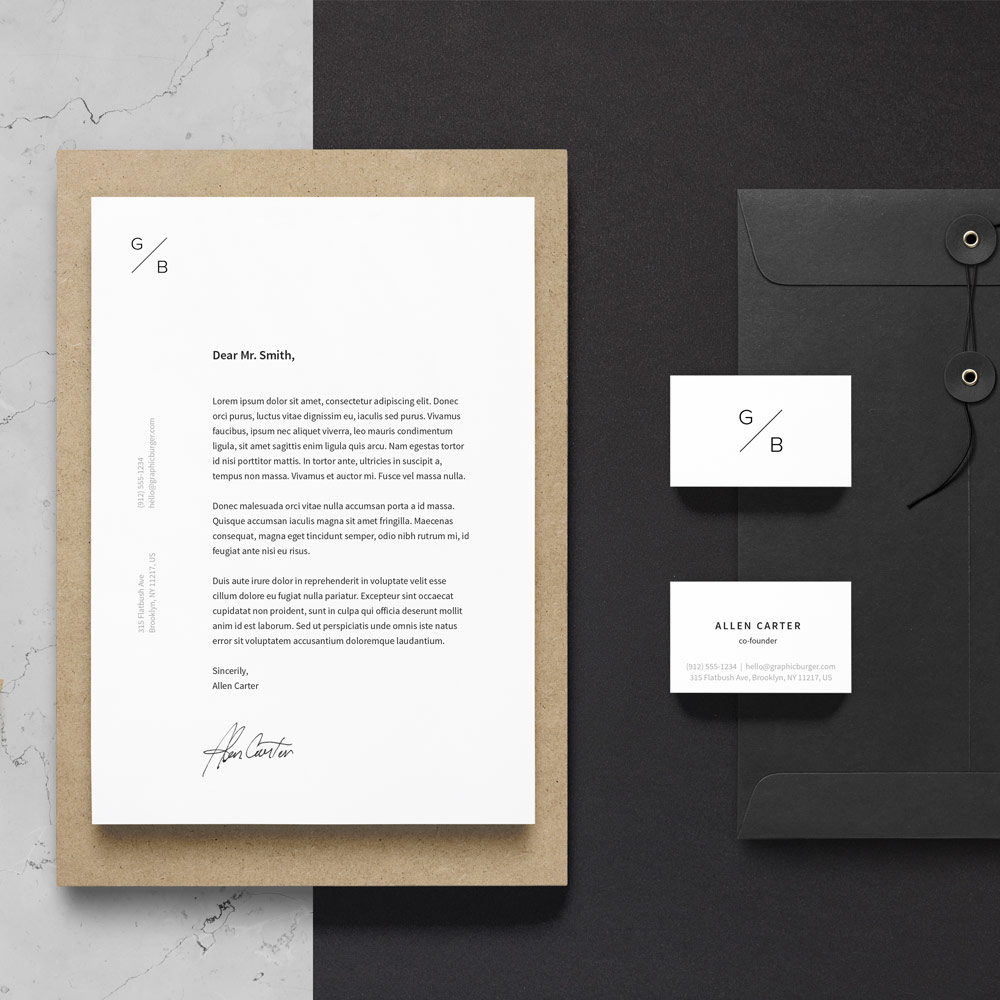 G
B
Dear Mr. Smith,
Lorem ipsum dolor sit amet, consectetur adipiscing elit. Donec
orci purus, luctus vitae dignissim eu, iaculis sed purus. Vivamus
faucibus, ipsum nec aliquet viverra, leo mauris condimentum
ligula, sit amet sagittis enim ligula quis arcu. Nam egestas tortor
id nisi porttitor mattis. In tortor ante, ultricies in suscipit a,
tempus non massa. Vivamus et auctor mi. Fusce vel massa nulla.
Donec malesuada orci vitae nulla accumsan porta a id massa.
Quisque accumsan iaculis magna sit amet fringilla. Maecenas
consequat, magna eget tincidunt semper, odio nibh rutrum mi, id
feugiat ante nisi eu risus.
Duis aute irure dolor in reprehenderit in voluptate velit esse
cillum dolore eu fugiat nulla pariatur. Excepteur sint occaecat
cupidatat non proident, sunt in culpa qui officia deserunt mollit
anim id est laborum. Sed ut perspiciatis unde omnis iste natus
error sit voluptatem accusantium doloremque laudantium.
Sincerily,
Allen Carter
Allen Carter
(912) 555-1234
hello@graphicburger.com
315 Flatbush Ave
Brooklyn, NY 11217, US
G
B
ALLEN CARTER
co-founder
(912) 555-1234 | hello@graphicburger.com
315 Flatbush Ave, Brooklyn, NY 11217, US